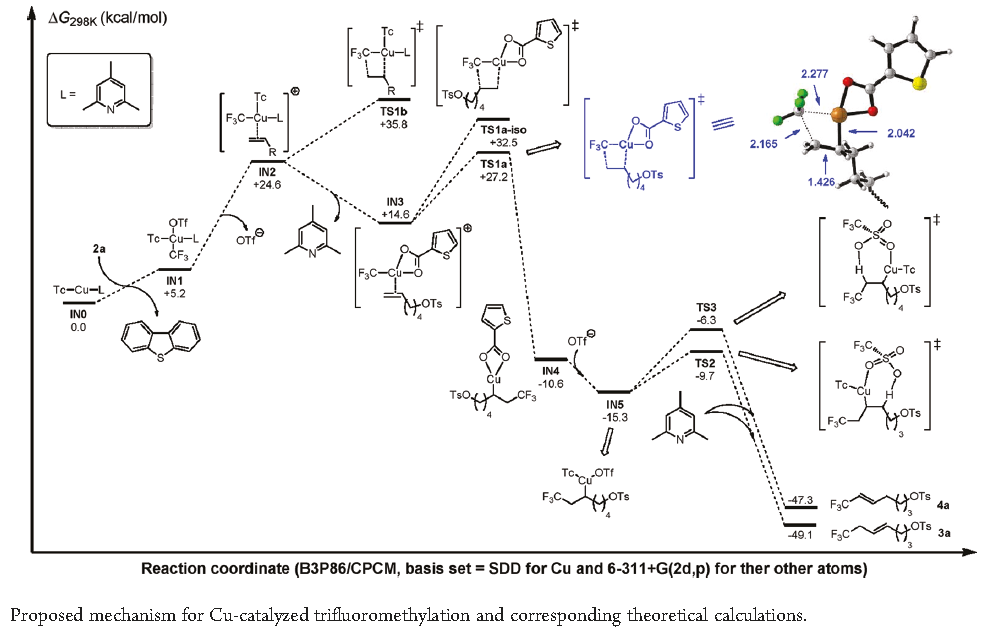 ΔG298K (kcal/mol)
L =
N
Tc
F3C-Cu-L
R
⊕
IN2
+24.6
Tc
F3C-Cu-L
R
‡
TS1b
+35.8
F3C
Cu
O
O
S
TsO
4
‡
TS1a-iso
+32.5
TS1a
+27.2
F3C
Cu
O
O
S
OTs
4
‡
2.277
2.165
2.042
1.426
2a
Tc-Cu-L
IN0
0.0
S
OTf
Tc-Cu-L
CF3
IN1
+5.2
OTf⊖
N
IN3
+14.6
F3C-Cu
O
O
S
OTs
4
⊕
S
O
O
Cu
TsO
4
CF3
IN4
-10.6
OTf⊖
IN5
-15.3
Tc
Cu
OTf
F3C
OTs
4
TS3
-6.3
TS2
-9.7
N
F3C
S
O
O
O
H
Cu-Tc
F3C
OTs
4
‡
F3C
S
O
O
O
Tc
Cu
H
F3C
OTs
3
‡
-47.3
F3C
OTs
3
4a
-49.1
F3C
OTs
3
3a
Reaction coordinate (B3P86/CPCM, basis set = SDD for Cu and 6-311+G(2d,p) for ther other atoms)
Proposed mechanism for Cu-catalyzed trifluoromethylation and corresponding theoretical calculations.